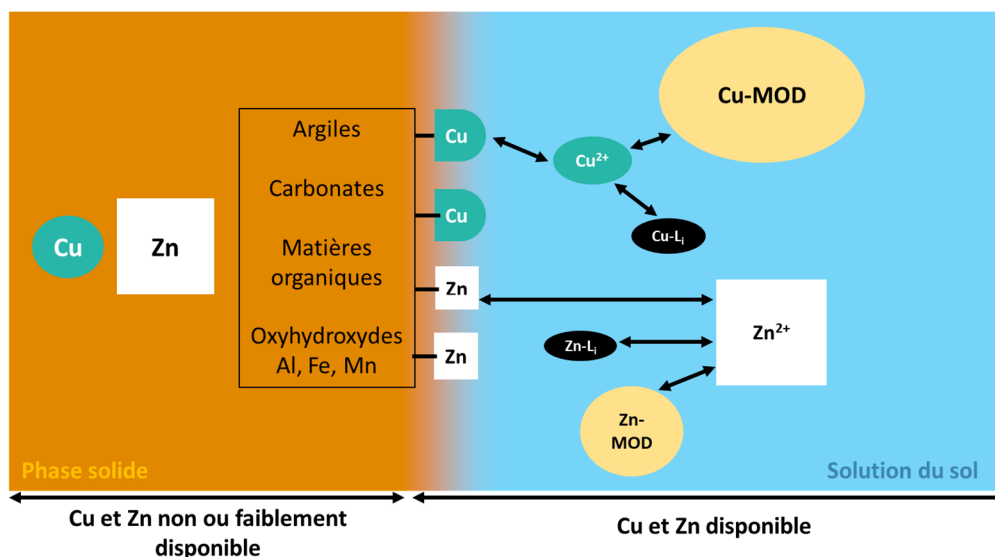 Cu-MOD
Argiles
Cu
Cu²⁺
Carbonates
Cu
Cu-Lᵢ
Cu
Zn
Matières
organiques
Zn
Zn²⁺
Oxyhydroxydes
Al, Fe, Mn
Zn
Zn-Lᵢ
Zn-
MOD
Phase solide
Solution du sol
Cu et Zn non ou faiblement
disponible
Cu et Zn disponible